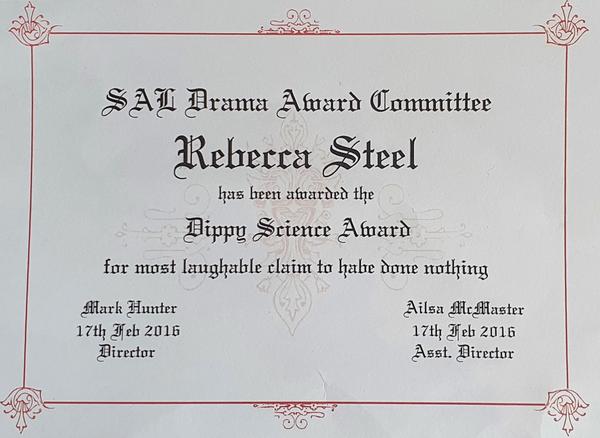 SAL Drama Award Committee
Rebecca Steel
has been awarded the
Dippy Science Award
for most laughable claim to have done nothing
Mark Hunter
17th Feb 2016
Director
Ailsa McMaster
17th Feb 2016
Asst. Director